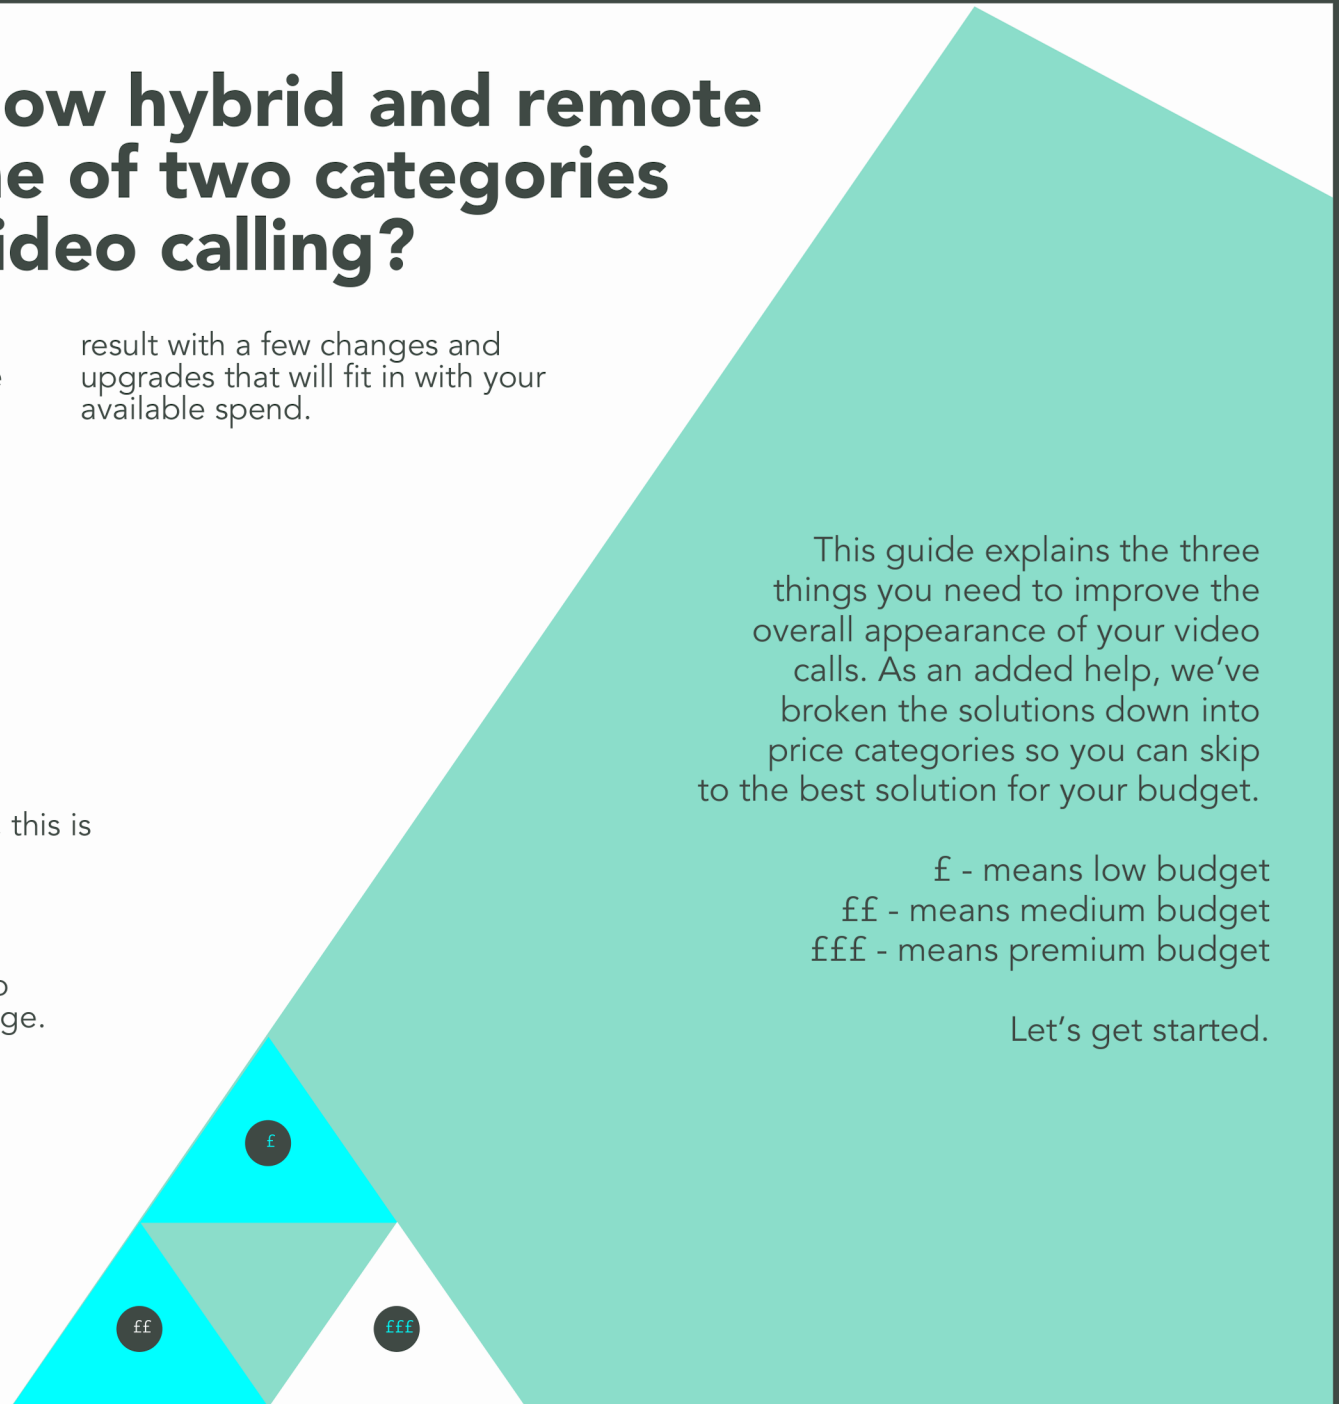 ow hybrid and remote
e of two categories
ideo calling?
result with a few changes and
upgrades that will fit in with your
available spend.
This guide explains the three
things you need to improve the
overall appearance of your video
calls. As an added help, we’ve
broken the solutions down into
price categories so you can skip
to the best solution for your budget.
£ - means low budget
££ - means medium budget
£££ - means premium budget
Let’s get started.
this is
ge.
£
££
£££